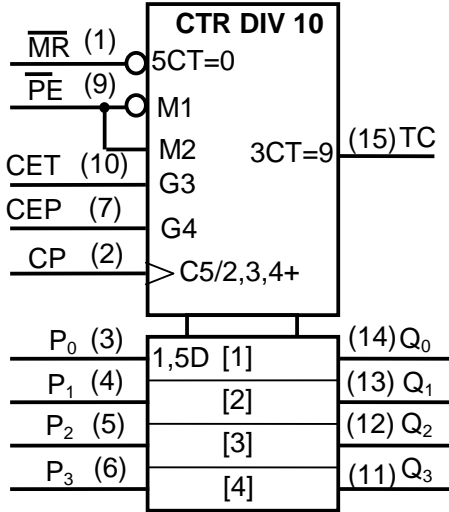 CTR DIV 10
M̅R̅ (1) 5CT=0
P̅E̅ (9) M1
M2 3CT=9 (15) TC
CET (10) G3
CEP (7) G4
CP (2) C5/2,3,4+
P₀ (3) 1,5D [1] (14) Q₀
P₁ (4) [2] (13) Q₁
P₂ (5) [3] (12) Q₂
P₃ (6) [4] (11) Q₃